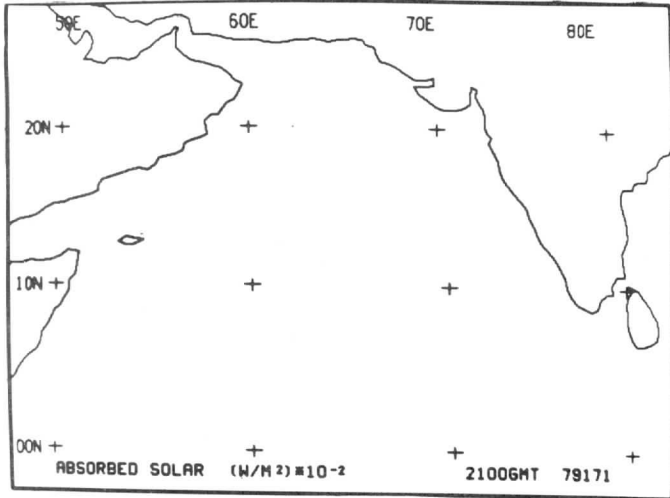 50E 60E 70E 80E
20N
10N
00N
ABSORBED SOLAR (W/M²)*10⁻² 2100GMT 79171